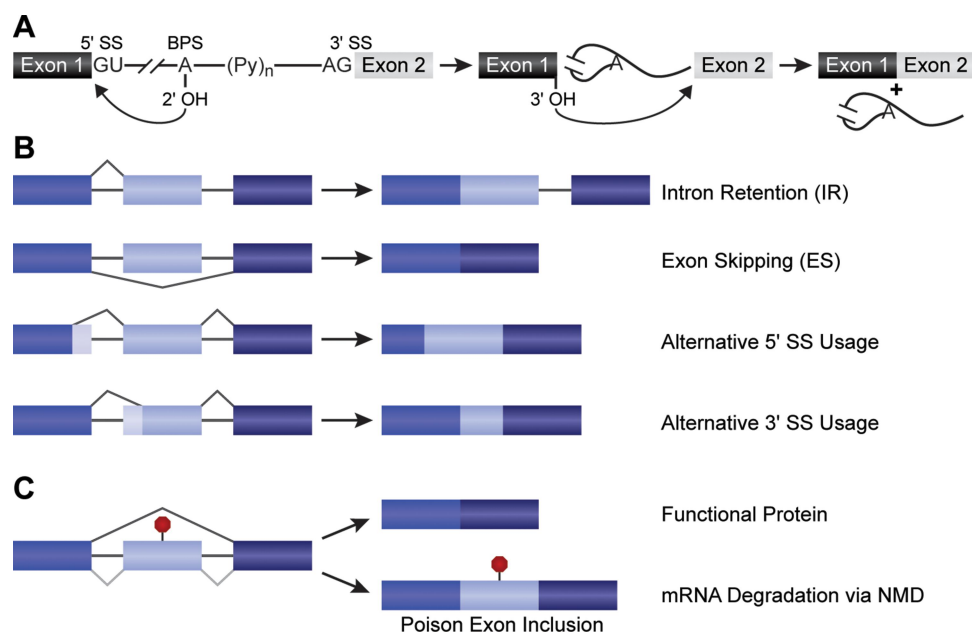 A
5' SS BPS 3' SS
Exon 1 GU A (Py)n AG Exon 2 Exon 1 A Exon 2 Exon 1 Exon 2
2' OH 3' OH +
A
B
Intron Retention (IR)
Exon Skipping (ES)
Alternative 5' SS Usage
Alternative 3' SS Usage
C
Functional Protein
mRNA Degradation via NMD
Poison Exon Inclusion